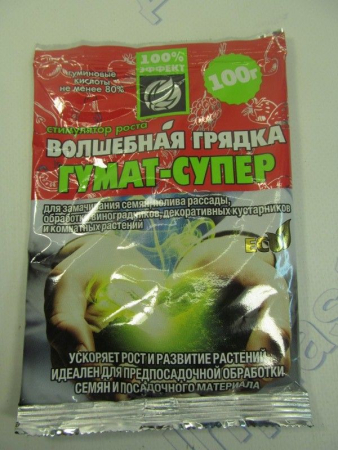 100%
ЭФФЕКТ
гуминовые
кислоты
не менее 80%
100г
стимулятор роста
ВОЛШЕБНАЯ ГРЯДКА
ГУМАТ-СУПЕР
для замачивания семян, полива рассады,
обработки виноградников, декоративных кустарников
и комнатных растений
ECO
УСКОРЯЕТ РОСТ И РАЗВИТИЕ РАСТЕНИЙ
ИДЕАЛЕН ДЛЯ ПРЕДПОСАДОЧНОЙ ОБРАБОТКИ
СЕМЯН И ПОСАДОЧНОГО МАТЕРИАЛА